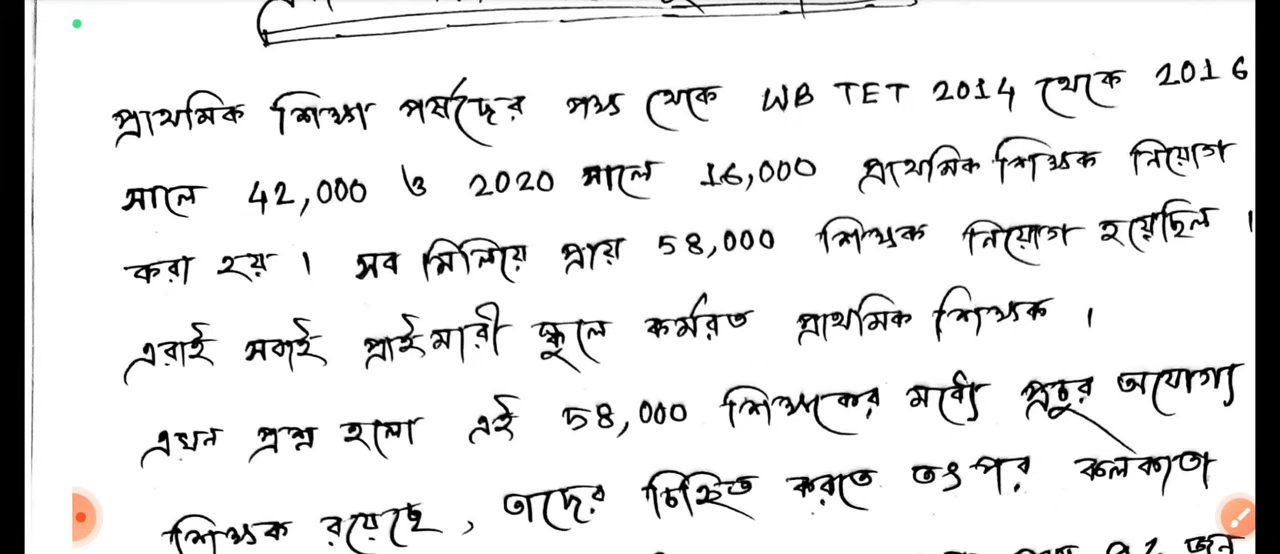 প্রাথমিক শিক্ষা পর্ষদের পক্ষ থেকে WB TET 2014 থেকে 2016
সালে 42,000 ও 2020 সালে 16,000 প্রাথমিক শিক্ষক নিয়োগ
করা হয়। সব মিলিয়ে প্রায় 58,000 শিক্ষক নিয়োগ হয়েছিল।
এরাই সবাই প্রাইমারী স্কুলে কর্মরত প্রাথমিক শিক্ষক।
এখন প্রশ্ন হলো এই 58,000 শিক্ষকের মধ্যে প্রচুর অযোগ্য
শিক্ষক রয়েছে, তাদের চিহ্নিত করতে তৎপর কলকাতা
জন